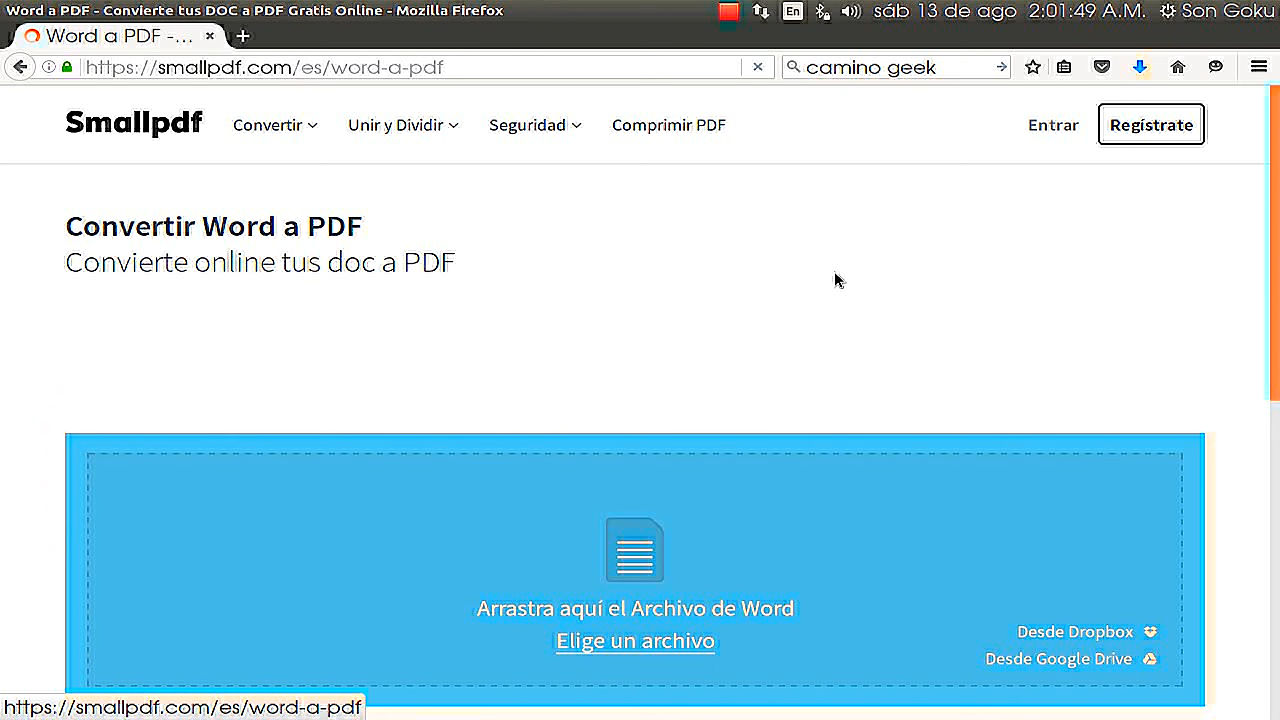 Word a PDF - Convierte tus DOC a PDF Gratis Online - Mozilla Firefox
En
sáb 13 de ago 2:01:49 A.M.
Son Goku
Word a PDF -...
https://smallpdf.com/es/word-a-pdf
camino geek
Smallpdf
Convertir
Unir y Dividir
Seguridad
Comprimir PDF
Entrar
Regístrate
Convertir Word a PDF
Convierte online tus doc a PDF
Arrastra aquí el Archivo de Word
Elige un archivo
Desde Dropbox
Desde Google Drive
https://smallpdf.com/es/word-a-pdf